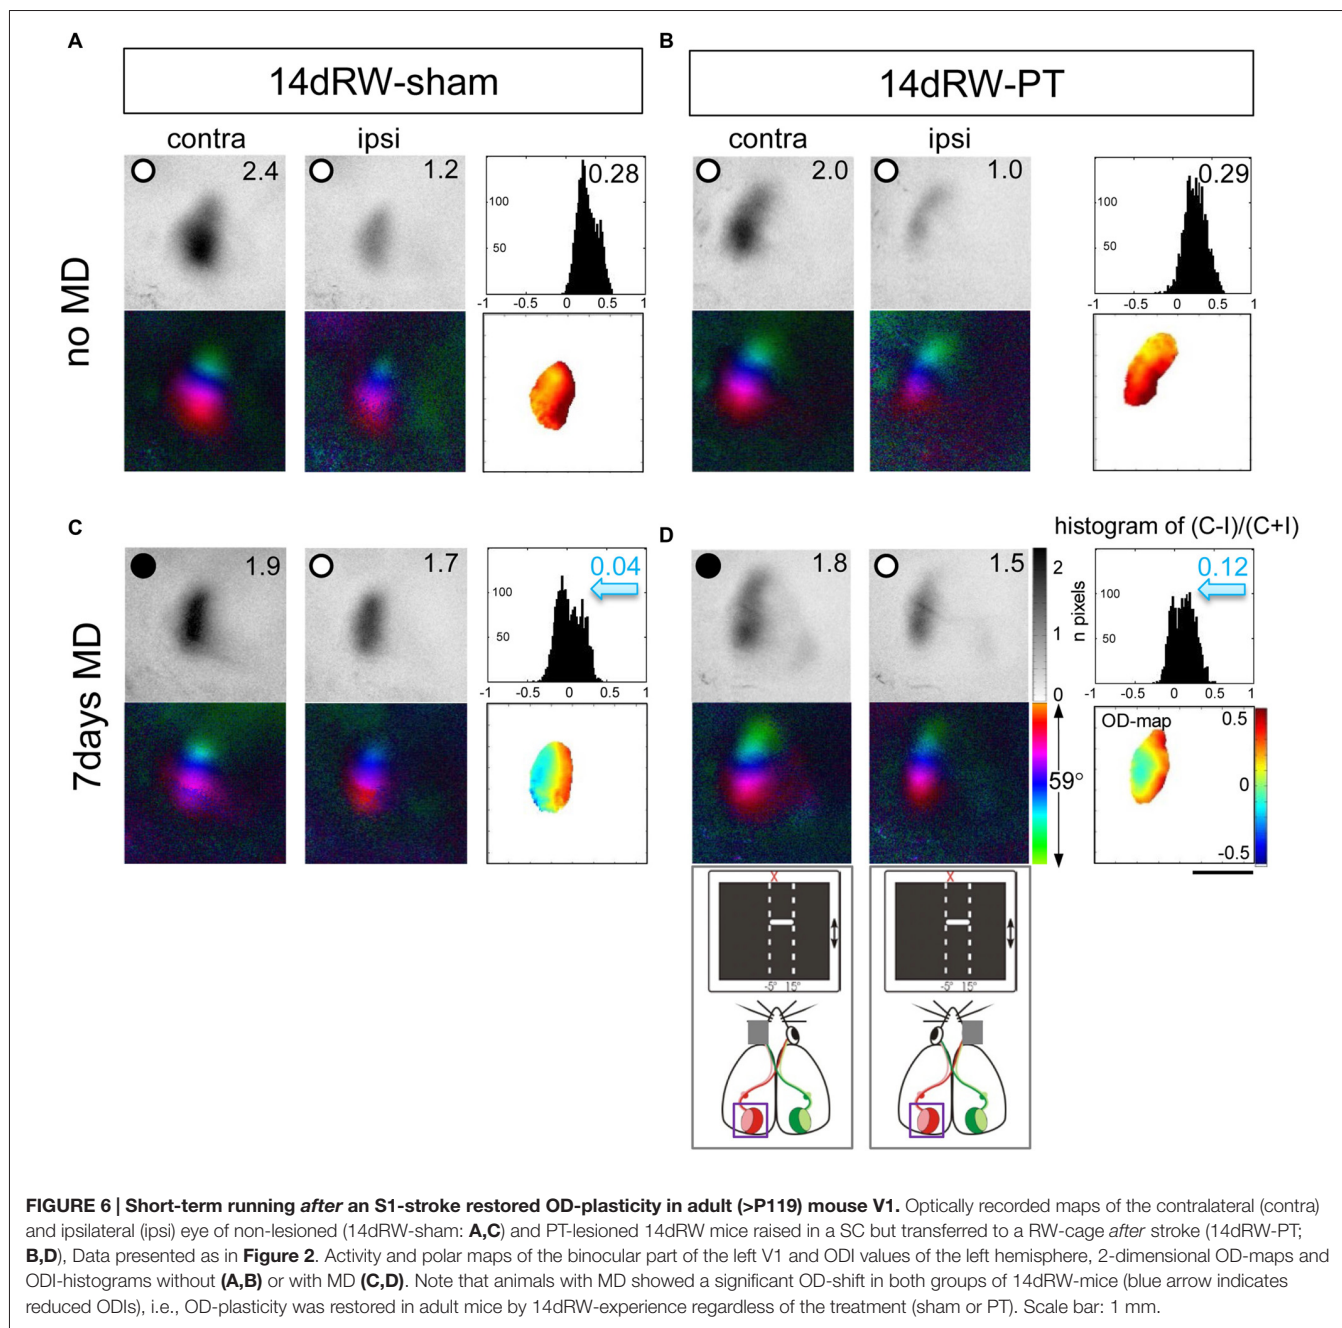 A
B
14dRW-sham
14dRW-PT
contra
ipsi
contra
ipsi
no MD
2.4
1.2
0.28
100
50
-1 -0.5 0 0.5 1
2.0
1.0
0.29
100
50
-1 -0.5 0 0.5 1
C
D
histogram of (C-I)/(C+I)
7days MD
1.9
1.7
0.04
100
50
-1 -0.5 0 0.5 1
1.8
1.5
2
1
0
n pixels
0.12
100
50
-1 -0.5 0 0.5 1
59°
OD-map
0.5
0
-0.5
X
-5° 15°
X
-5° 15°
FIGURE 6 | Short-term running after an S1-stroke restored OD-plasticity in adult (>P119) mouse V1. Optically recorded maps of the contralateral (contra)
and ipsilateral (ipsi) eye of non-lesioned (14dRW-sham: A,C) and PT-lesioned 14dRW mice raised in a SC but transferred to a RW-cage after stroke (14dRW-PT;
B,D), Data presented as in Figure 2. Activity and polar maps of the binocular part of the left V1 and ODI values of the left hemisphere, 2-dimensional OD-maps and
ODI-histograms without (A,B) or with MD (C,D). Note that animals with MD showed a significant OD-shift in both groups of 14dRW-mice (blue arrow indicates
reduced ODIs), i.e., OD-plasticity was restored in adult mice by 14dRW-experience regardless of the treatment (sham or PT). Scale bar: 1 mm.